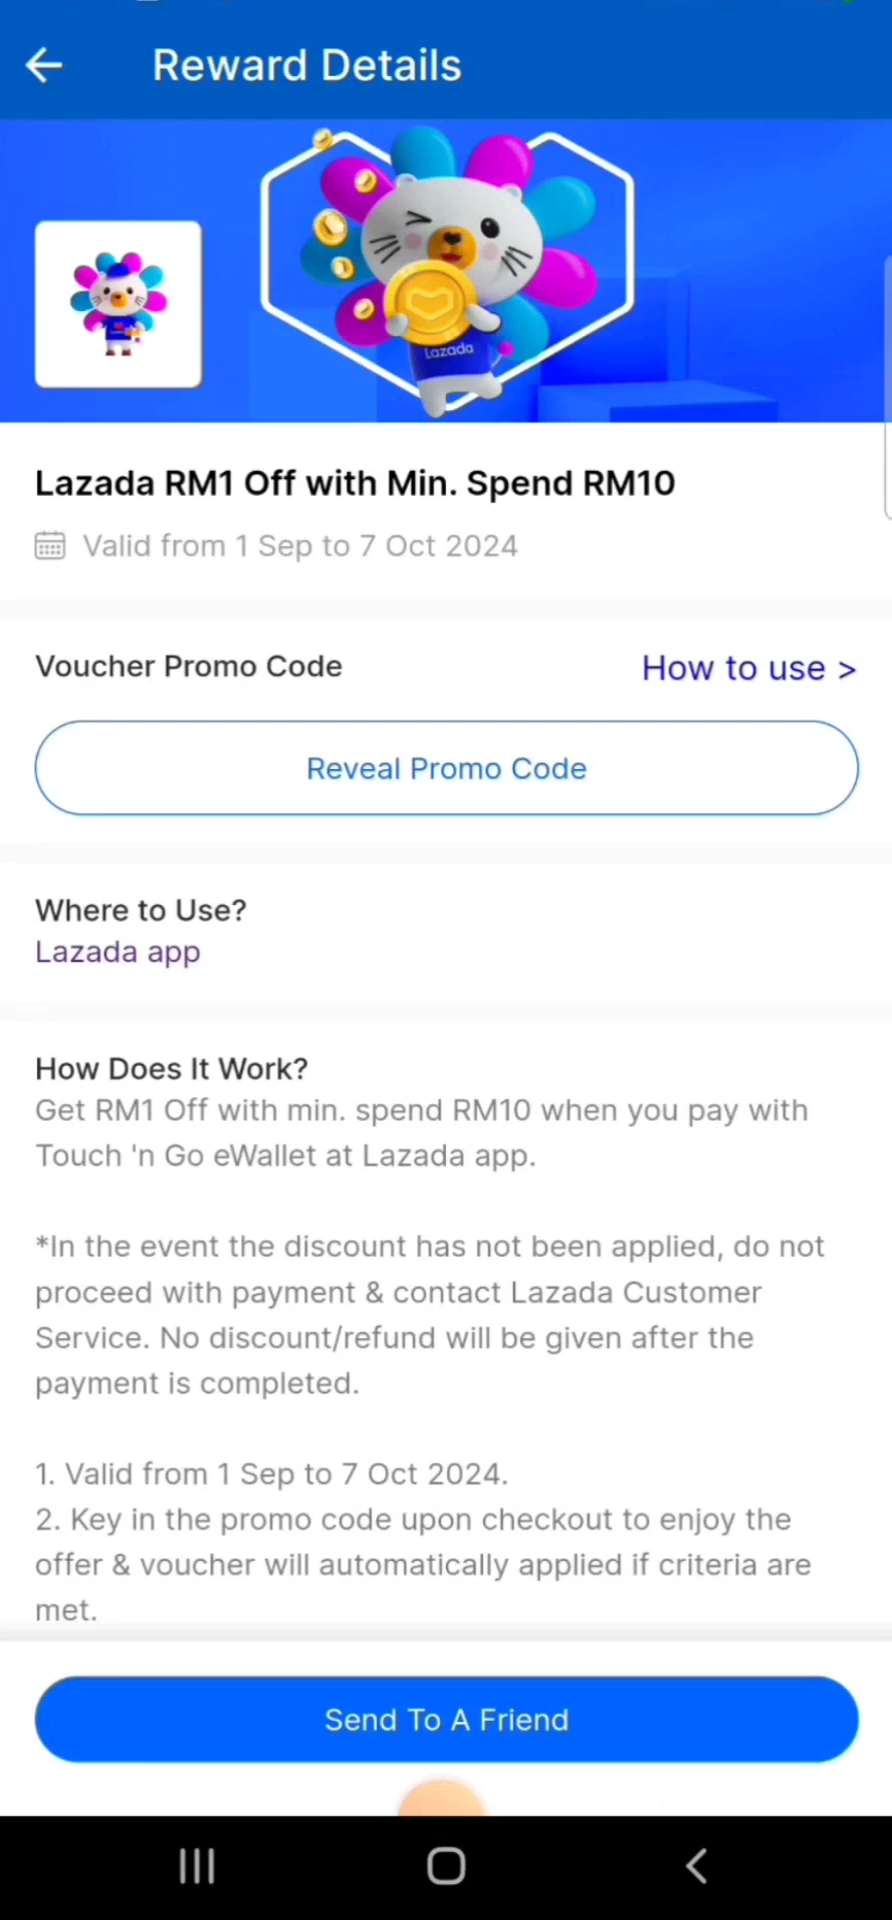 Reward Details
Lazada
Lazada RM1 Off with Min. Spend RM10
Valid from 1 Sep to 7 Oct 2024
Voucher Promo Code
How to use >
Reveal Promo Code
Where to Use?
Lazada app
How Does It Work?
Get RM1 Off with min. spend RM10 when you pay with
Touch 'n Go eWallet at Lazada app.
*In the event the discount has not been applied, do not
proceed with payment & contact Lazada Customer
Service. No discount/refund will be given after the
payment is completed.
1. Valid from 1 Sep to 7 Oct 2024.
2. Key in the promo code upon checkout to enjoy the
offer & voucher will automatically applied if criteria are
met.
Send To A Friend